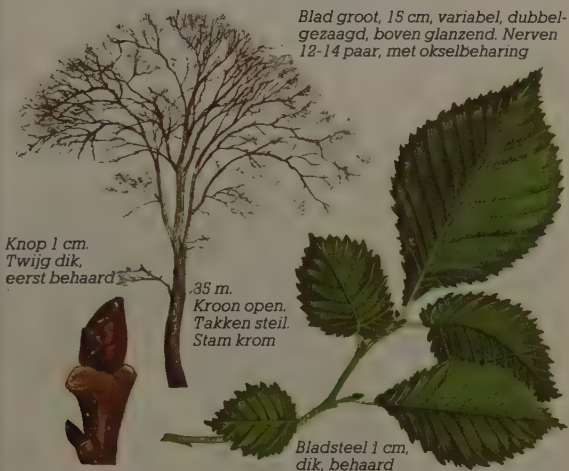 Blad groot, 15 cm, variabel, dubbel-
gezaagd, boven glanzend. Nerven
12-14 paar, met okselbeharing
Knop 1 cm.
Twijg dik,
eerst behaard
35 m.
Kroon open.
Takken steil.
Stam krom
Bladsteel 1 cm,
dik, behaard